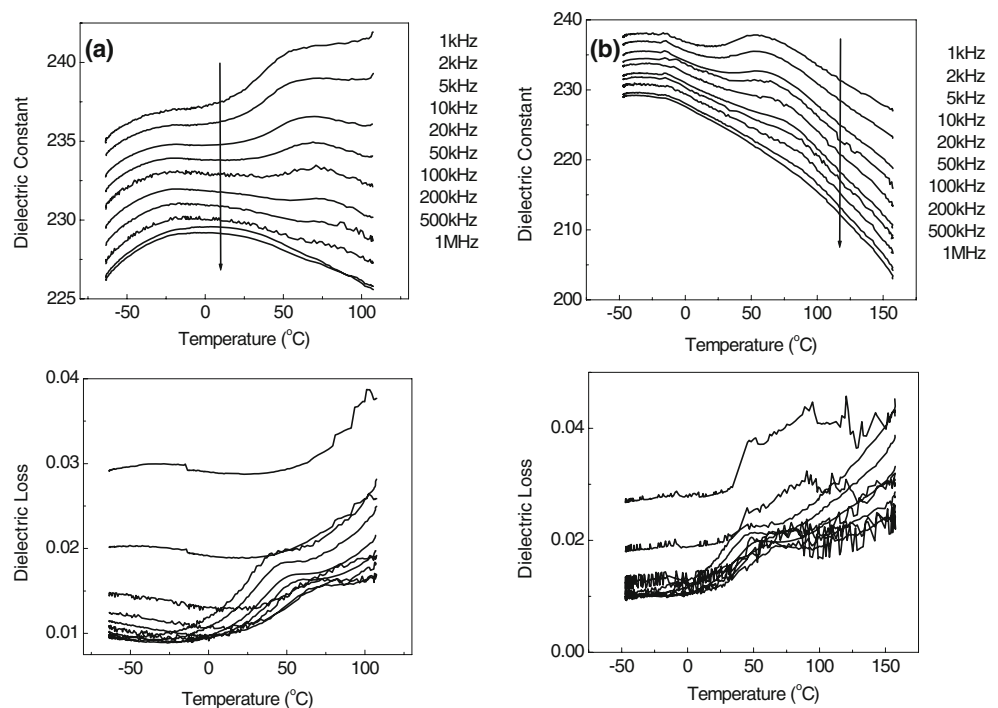 (a)
240
235
230
225
-50
0
50
100
Dielectric Constant
Temperature (°C)
1kHz
2kHz
5kHz
10kHz
20kHz
50kHz
100kHz
200kHz
500kHz
1MHz
(b)
240
230
220
210
200
-50
0
50
100
150
Dielectric Constant
Temperature (°C)
1kHz
2kHz
5kHz
10kHz
20kHz
50kHz
100kHz
200kHz
500kHz
1MHz
0.04
0.03
0.02
0.01
-50
0
50
100
Dielectric Loss
Temperature (°C)
0.04
0.02
0.00
-50
0
50
100
150
Dielectric Loss
Temperature (°C)